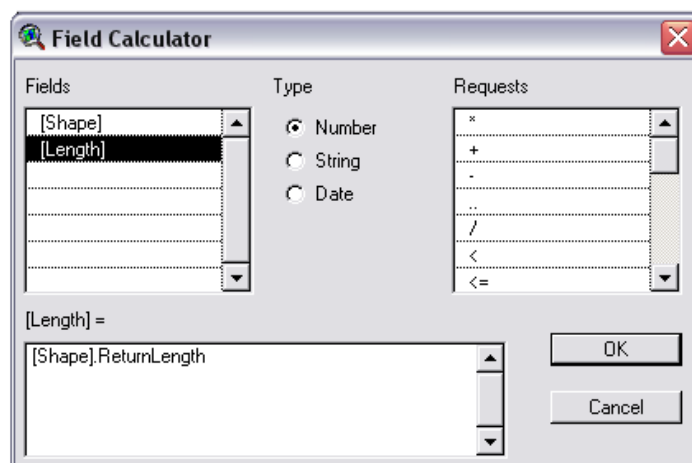 Field Calculator
Fields
Type
Requests
[Shape]
[Length]
Number
String
Date
*
+
-
..
/
<
<=
[Length] =
[Shape].ReturnLength
OK
Cancel